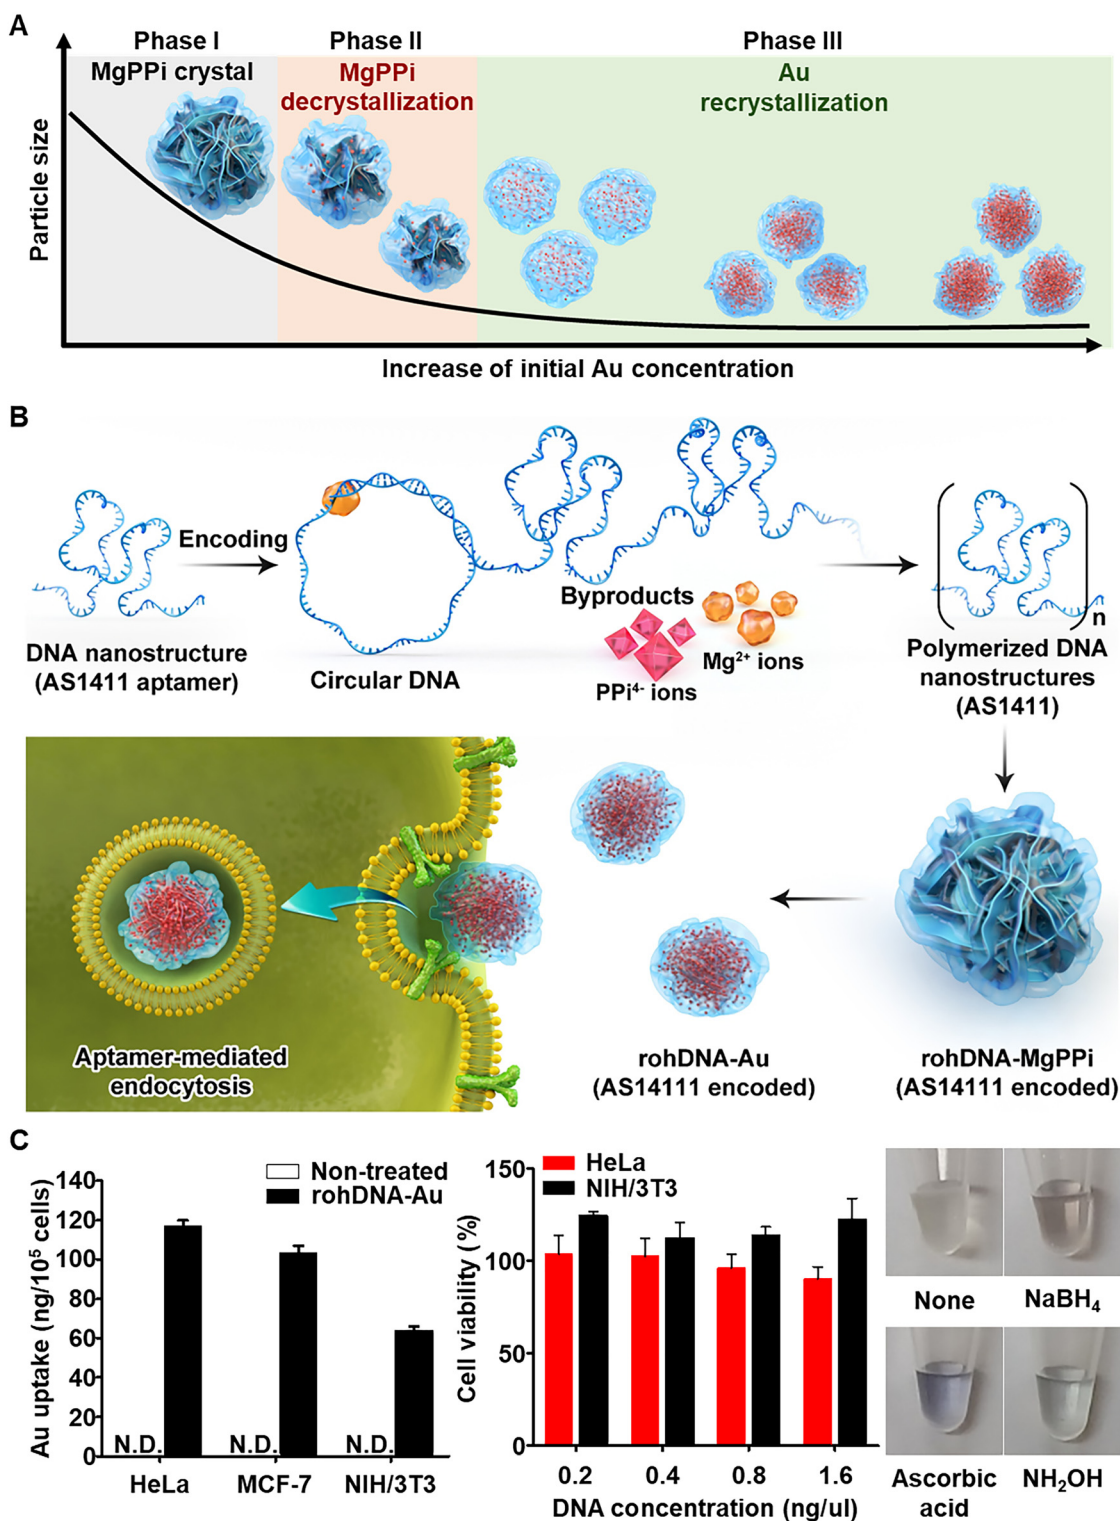 A
Phase I
Phase II
Phase III
MgPPi crystal
MgPPi
decrystallization
Au
recrystallization
Particle size
Increase of initial Au concentration
B
Encoding
Byproducts
PPi⁴⁻ ions
Mg²⁺ ions
n
DNA nanostructure
(AS1411 aptamer)
Circular DNA
Polymerized DNA
nanostructures
(AS1411)
Aptamer-mediated
endocytosis
rohDNA-Au
(AS14111 encoded)
rohDNA-MgPPi
(AS14111 encoded)
C
Au uptake (ng/10⁵ cells)
140
120
100
80
60
40
20
0
Non-treated
rohDNA-Au
N.D.
N.D.
N.D.
HeLa
MCF-7
NIH/3T3
Cell viability (%)
150
100
50
0
HeLa
NIH/3T3
0.2
0.4
0.8
1.6
DNA concentration (ng/ul)
None
NaBH₄
Ascorbic
acid
NH₂OH